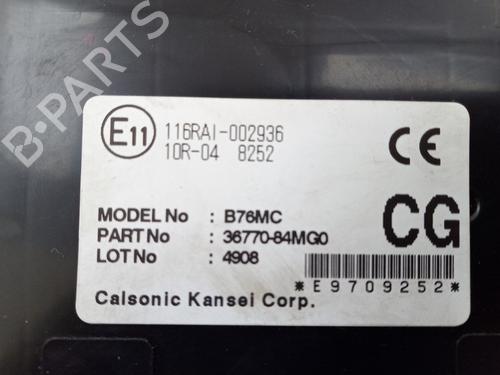 E11 116RAI-002936
10R-04 8252
CE
MODEL No : B76MC
PART No : 36770-84MG0
LOT No : 4908
CG
*E9709252*
Calsonic Kansei Corp.
B-PARTS